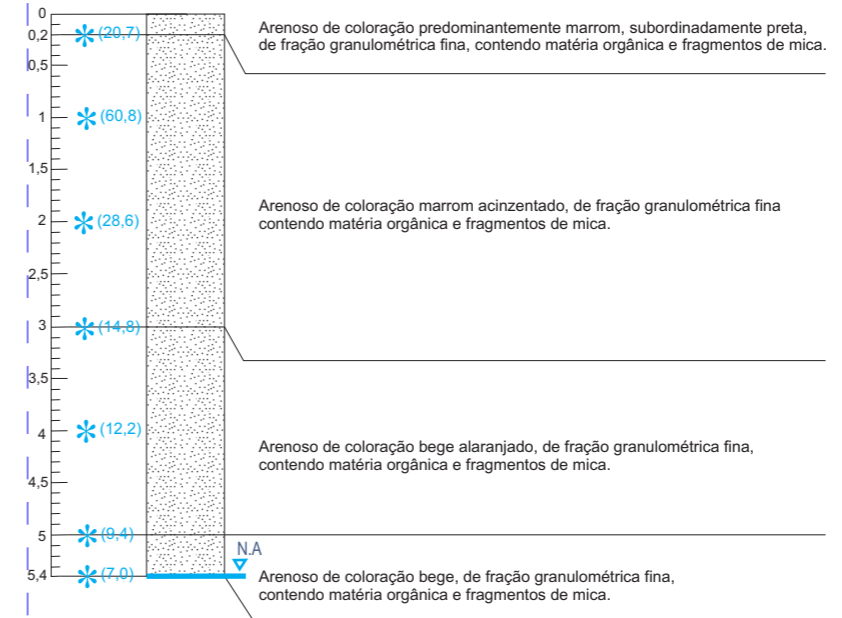 0
0,2
(20,7)
Arenoso de coloração predominantemente marrom, subordinadamente preta,
de fração granulométrica fina, contendo matéria orgânica e fragmentos de mica.
0,5
1
(60,8)
1,5
Arenoso de coloração marrom acinzentado, de fração granulométrica fina
contendo matéria orgânica e fragmentos de mica.
2
(28,6)
2,5
3
(14,8)
3,5
4
(12,2)
Arenoso de coloração bege alaranjado, de fração granulométrica fina,
contendo matéria orgânica e fragmentos de mica.
4,5
5
(9,4)
N.A
5,4
(7,0)
Arenoso de coloração bege, de fração granulométrica fina,
contendo matéria orgânica e fragmentos de mica.